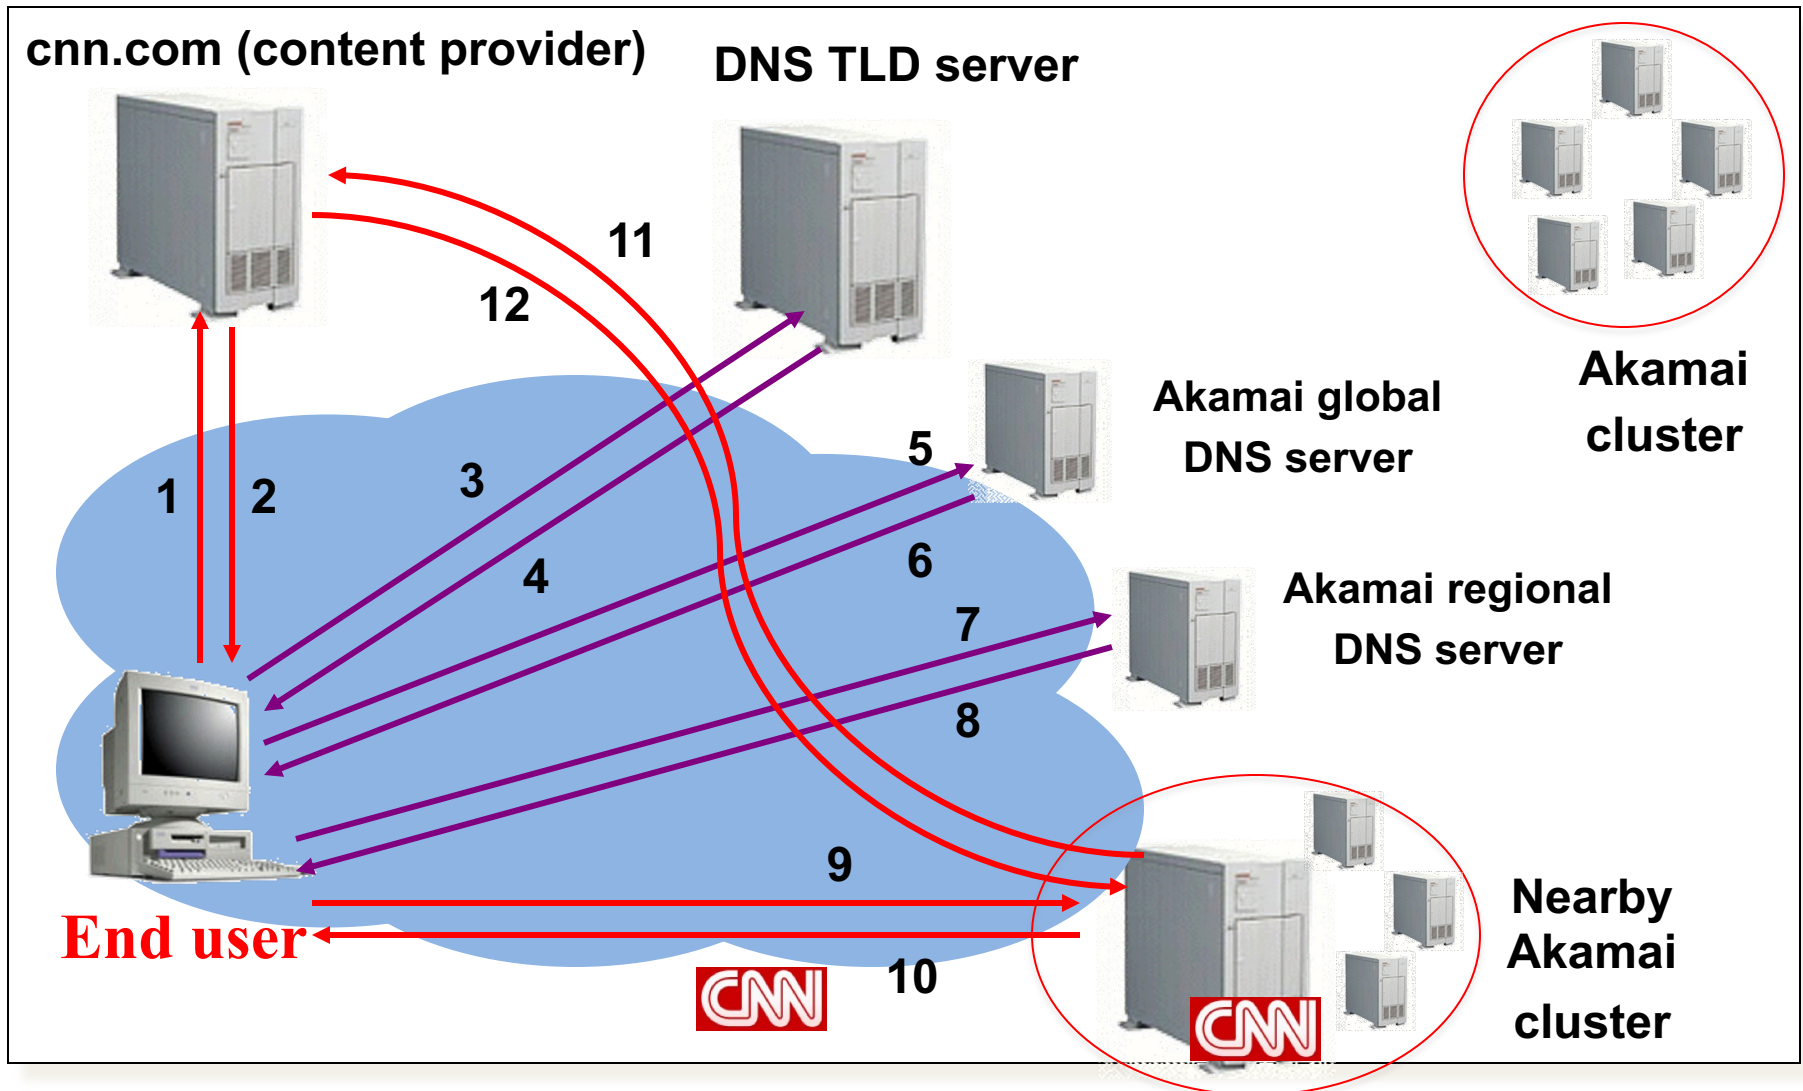 cnn.com (content provider)
DNS TLD server
11
12
Akamai
cluster
Akamai global
DNS server
5
3
1
2
6
4
Akamai regional
DNS server
7
8
9
Nearby
Akamai
cluster
End user
10
CNN
CNN